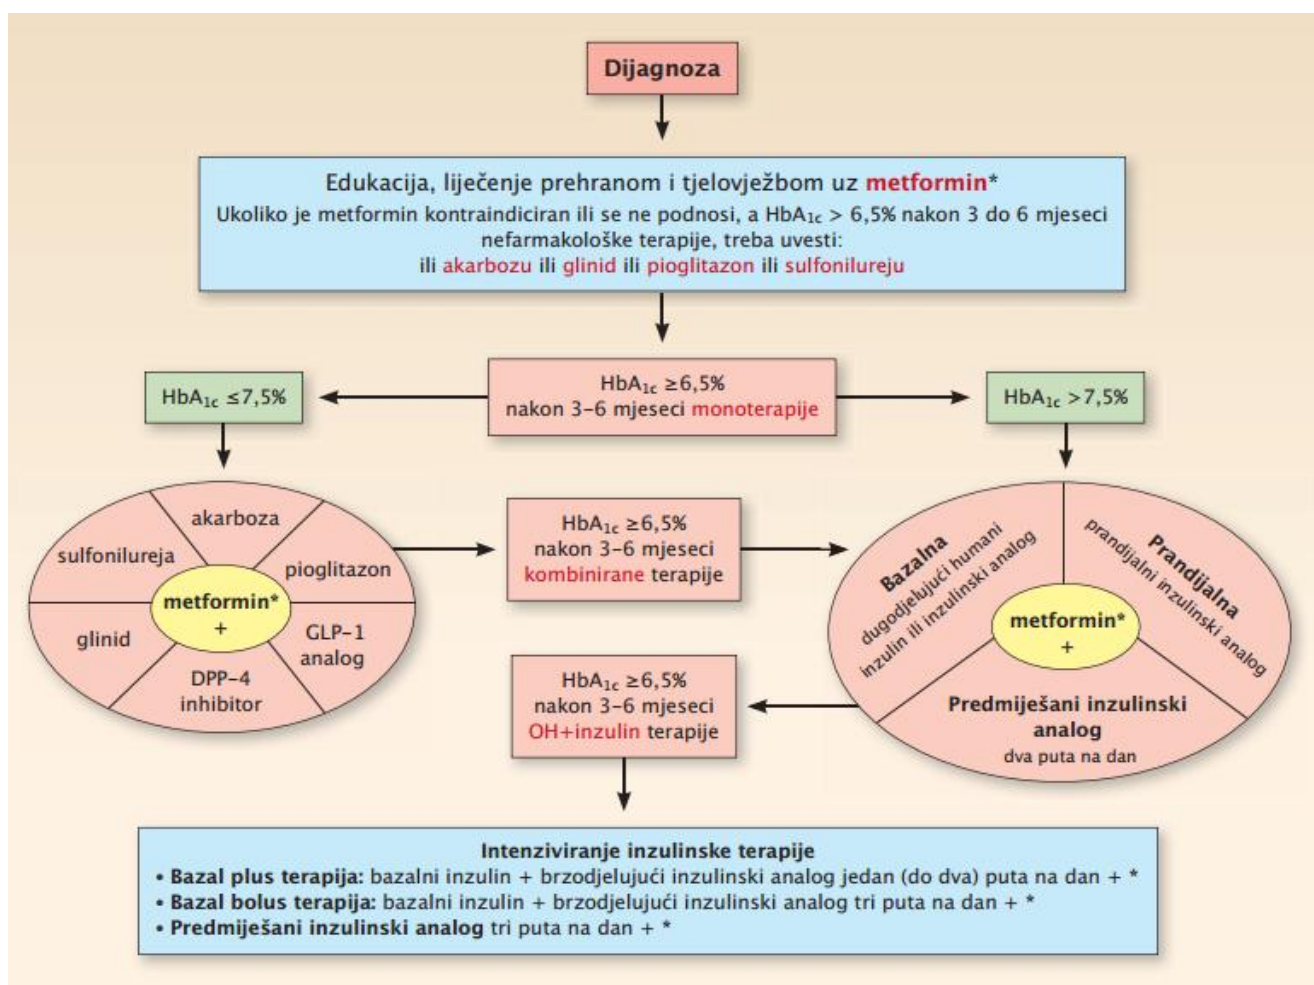 Dijagnoza
Edukacija, liječenje prehranom i tjelovježbom uz metformin*
Ukoliko je metformin kontraindiciran ili se ne podnosi, a HbA1c > 6,5% nakon 3 do 6 mjeseci
nefarmakološke terapije, treba uvesti:
ili akarbozu ili glinid ili pioglitazon ili sulfonilureju
HbA1c ≤7,5%
HbA1c ≥6,5%
nakon 3–6 mjeseci monoterapije
HbA1c >7,5%
akarboza
sulfonilureja
pioglitazon
metformin*
+
glinid
GLP–1
analog
DPP–4
inhibitor
HbA1c ≥6,5%
nakon 3–6 mjeseci
kombinirane terapije
Bazalna
dugodjelujući humani
inzulin ili inzulinski analog
Prandijalna
prandijalni inzulinski analog
metformin*
+
Predmiješani inzulinski
analog
dva puta na dan
HbA1c ≥6,5%
nakon 3–6 mjeseci
OH+inzulin terapije
Intenziviranje inzulinske terapije
• Bazal plus terapija: bazalni inzulin + brzodjelujući inzulinski analog jedan (do dva) puta na dan + *
• Bazal bolus terapija: bazalni inzulin + brzodjelujući inzulinski analog tri puta na dan + *
• Predmiješani inzulinski analog tri puta na dan + *